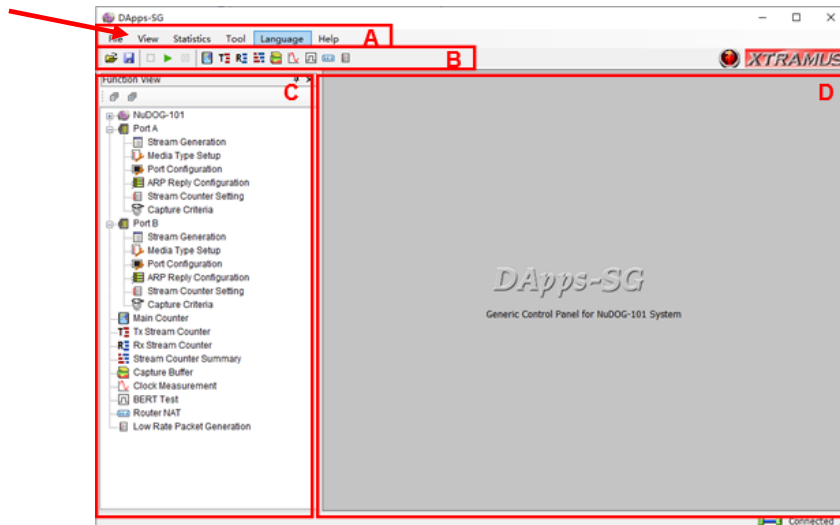 DApps-SG
File View Statistics Tool Language Help
A
B
XTRAMUS
Function View
C
D
NuDOG-101
Port A
Stream Generation
Media Type Setup
Port Configuration
ARP Reply Configuration
Stream Counter Setting
Capture Criteria
Port B
Stream Generation
Media Type Setup
Port Configuration
ARP Reply Configuration
Stream Counter Setting
Capture Criteria
Main Counter
Tx Stream Counter
Rx Stream Counter
Stream Counter Summary
Capture Buffer
Clock Measurement
BERT Test
Router NAT
Low Rate Packet Generation
DApps-SG
Generic Control Panel for NuDOG-101 System
Connected